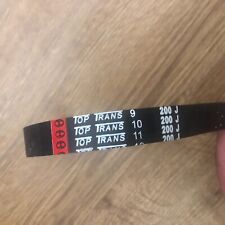 TOP TRANS 9 200 J
TOP TRANS 10 200 J
TOP TRANS 11 200 J